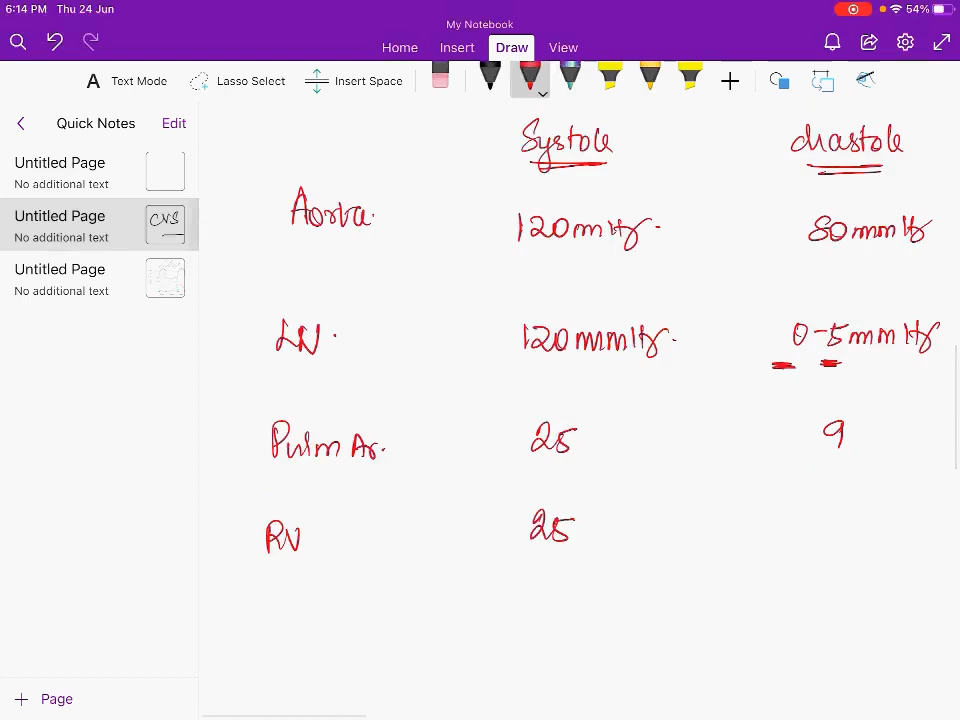 6:14 PM Thu 24 Jun 54%
My Notebook
Home Insert Draw View
Text Mode Lasso Select Insert Space
Quick Notes Edit
Untitled Page
No additional text
Untitled Page
No additional text
CNS
Untitled Page
No additional text
Page
Systole diastole
Aorta. 120mmHg. 80mmHg
LV. 120mmHg. 0-5mmHg
Pulm Ar. 25 9
RV 25